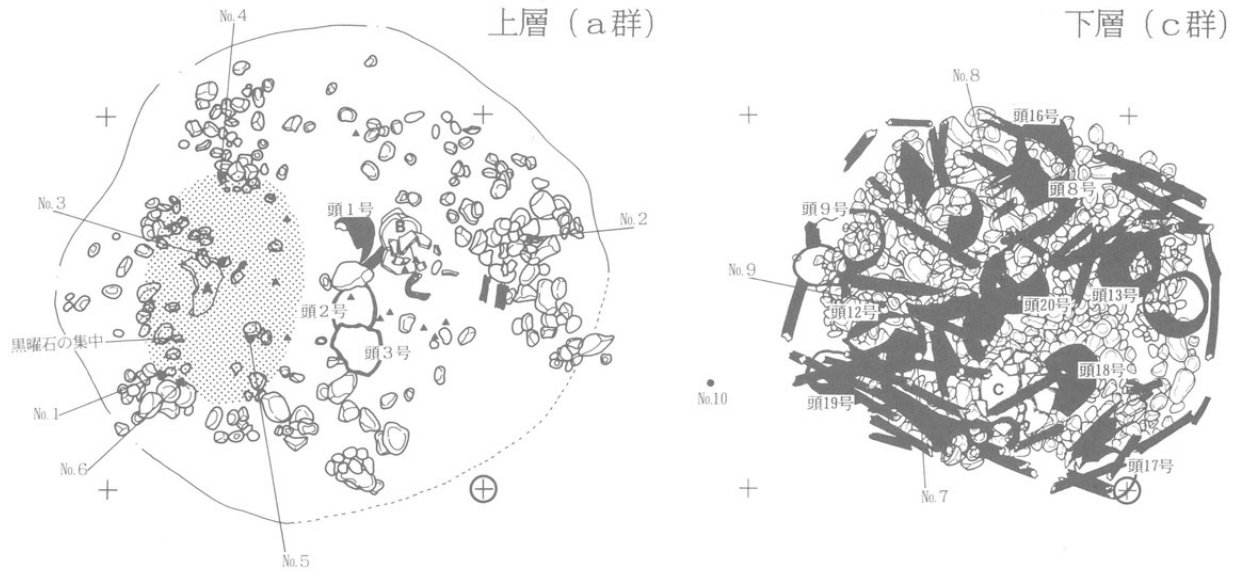 上層（a群）
No.4
No.3
頭1号
B
No.2
A
頭2号
黒曜石の集中
頭3号
No.1
No.6
No.5
下層（c群）
No.8
頭16号
頭8号
頭9号
No.9
頭13号
頭20号
頭12号
頭18号
No.10
頭19号
C
頭17号
No.7